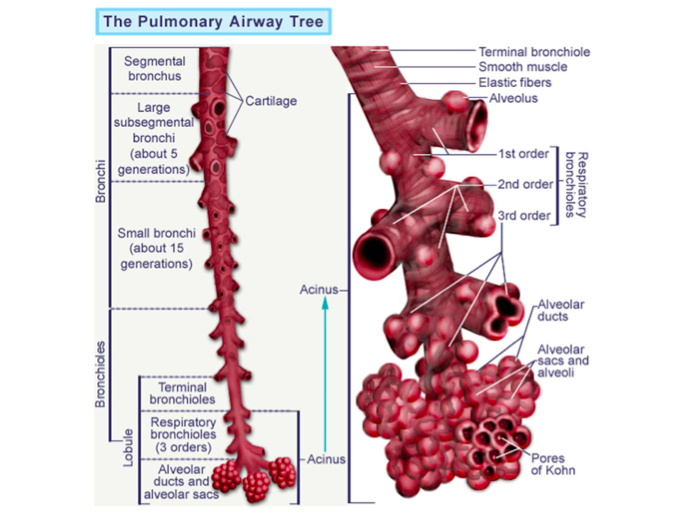 The Pulmonary Airway Tree
Segmental
bronchus
Cartilage
Large
subsegmental
bronchi
(about 5
generations)
Bronchi
Small bronchi
(about 15
generations)
Bronchioles
Terminal
bronchioles
Lobule
Respiratory
bronchioles
(3 orders)
Alveolar
ducts and
alveolar sacs
Acinus
Acinus
Terminal bronchiole
Smooth muscle
Elastic fibers
Alveolus
1st order
2nd order
3rd order
Respiratory
bronchioles
Alveolar
ducts
Alveolar
sacs and
alveoli
Pores
of Kohn